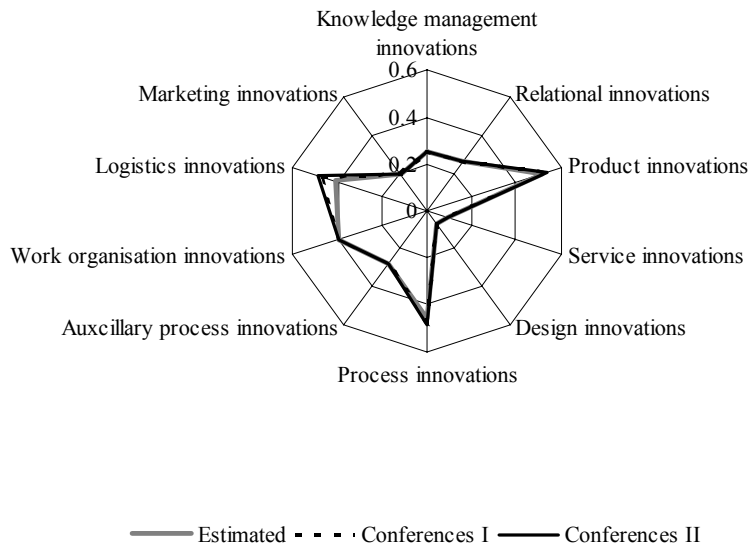 Knowledge management
innovations
0.6
Marketing innovations
Relational innovations
0.4
Logistics innovations
0.2
Product innovations
0
Work organisation innovations
Service innovations
Auxcillary process innovations
Design innovations
Process innovations
Estimated
Conferences I
Conferences II